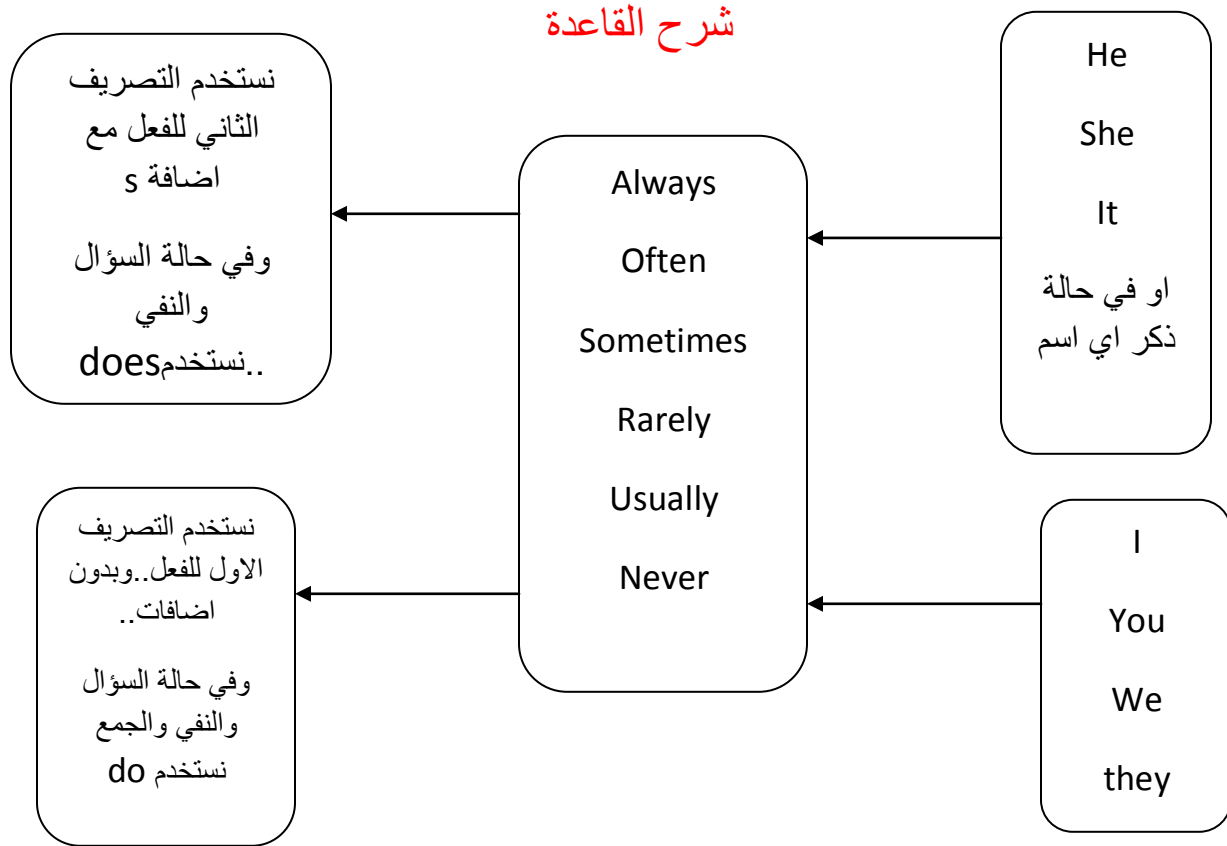 شرح القاعدة
He
She
It
او في حالة
ذكر اي اسم
Always
Often
Sometimes
Rarely
Usually
Never
نستخدم التصريف
الثاني للفعل مع
اضافة s
وفي حالة السؤال
والنفي
نستخدمdoes..
I
You
We
they
نستخدم التصريف
الاول للفعل..وبدون
اضافات..
وفي حالة السؤال
والنفي والجمع
نستخدم do